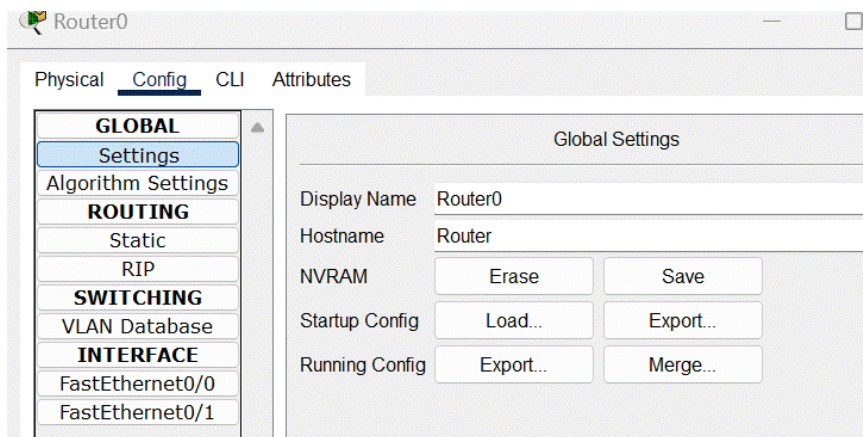 Router0
Physical Config CLI Attributes
GLOBAL
Settings
Algorithm Settings
ROUTING
Static
RIP
SWITCHING
VLAN Database
INTERFACE
FastEthernet0/0
FastEthernet0/1
Global Settings
Display Name Router0
Hostname Router
NVRAM Erase Save
Startup Config Load... Export...
Running Config Export... Merge...